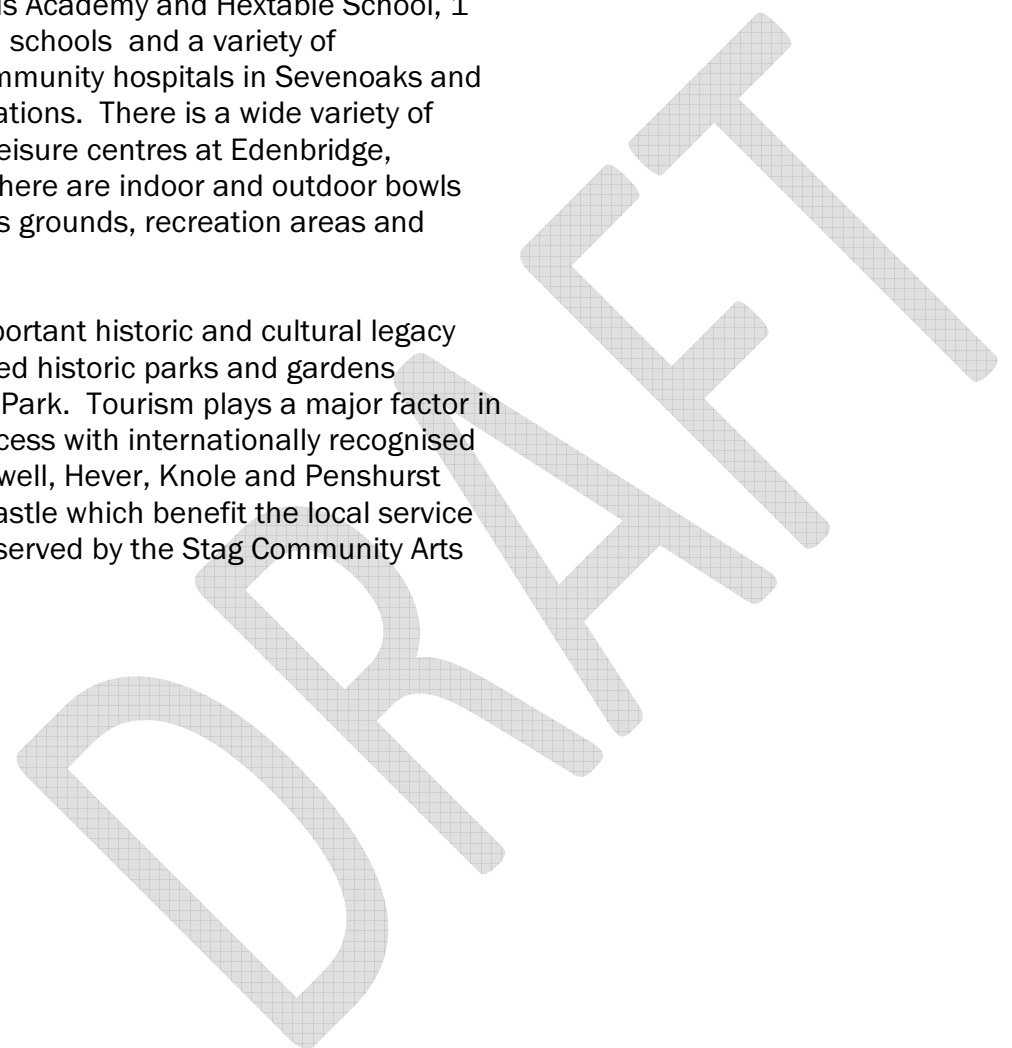 ls Academy and Hextable School, 1
schools and a variety of
mmunity hospitals in Sevenoaks and
ations. There is a wide variety of
eisure centres at Edenbridge,
here are indoor and outdoor bowls
s grounds, recreation areas and
portant historic and cultural legacy
ed historic parks and gardens
Park. Tourism plays a major factor in
cess with internationally recognised
well, Hever, Knole and Penshurst
astle which benefit the local service
served by the Stag Community Arts
DRAFT